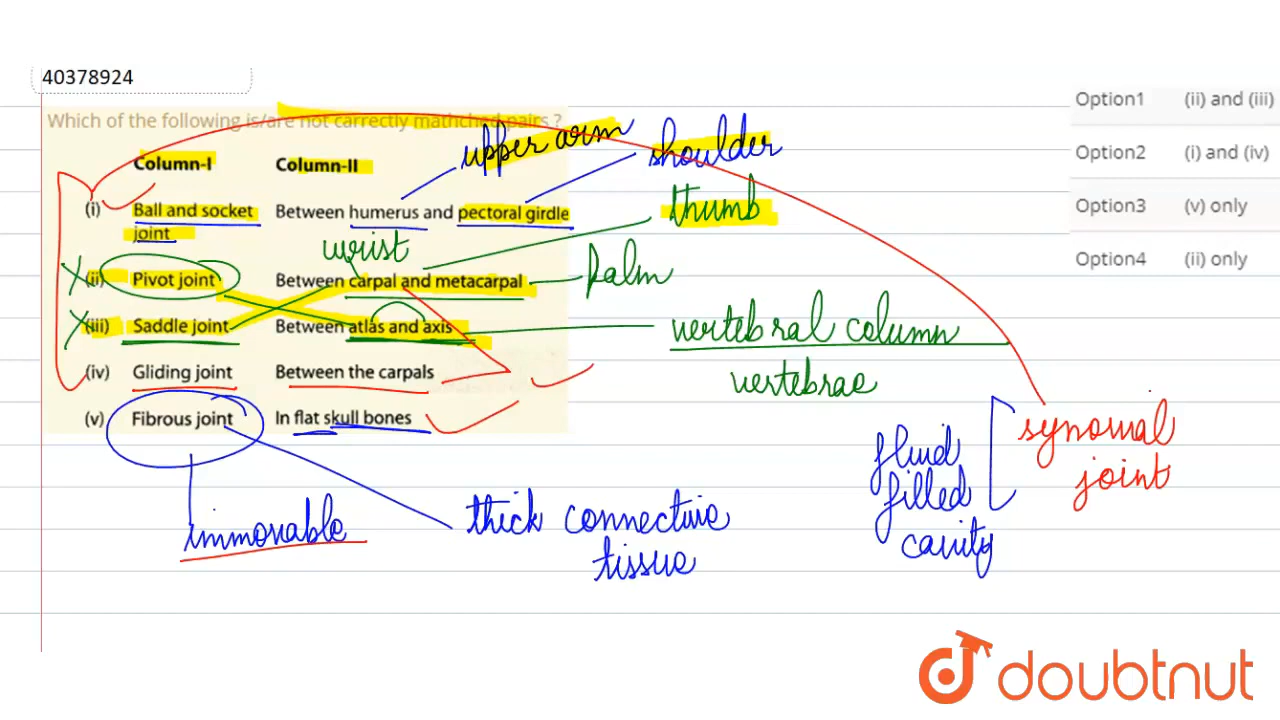 40378924
Which of the following is/are not carrectly mathched pairs ?
Column-I Column-II
(i) Ball and socket joint Between humerus and pectoral girdle
(ii) Pivot joint Between carpal and metacarpal
(iii) Saddle joint Between atlas and axis
(iv) Gliding joint Between the carpals
(v) Fibrous joint In flat skull bones
upper arm
shoulder
thumb
wrist
palm
vertebral column
vertebrae
immovable
thick connective
tissue
fluid
filled
cavity
synovial
joint
Option1 (ii) and (iii)
Option2 (i) and (iv)
Option3 (v) only
Option4 (ii) only
doubtnut